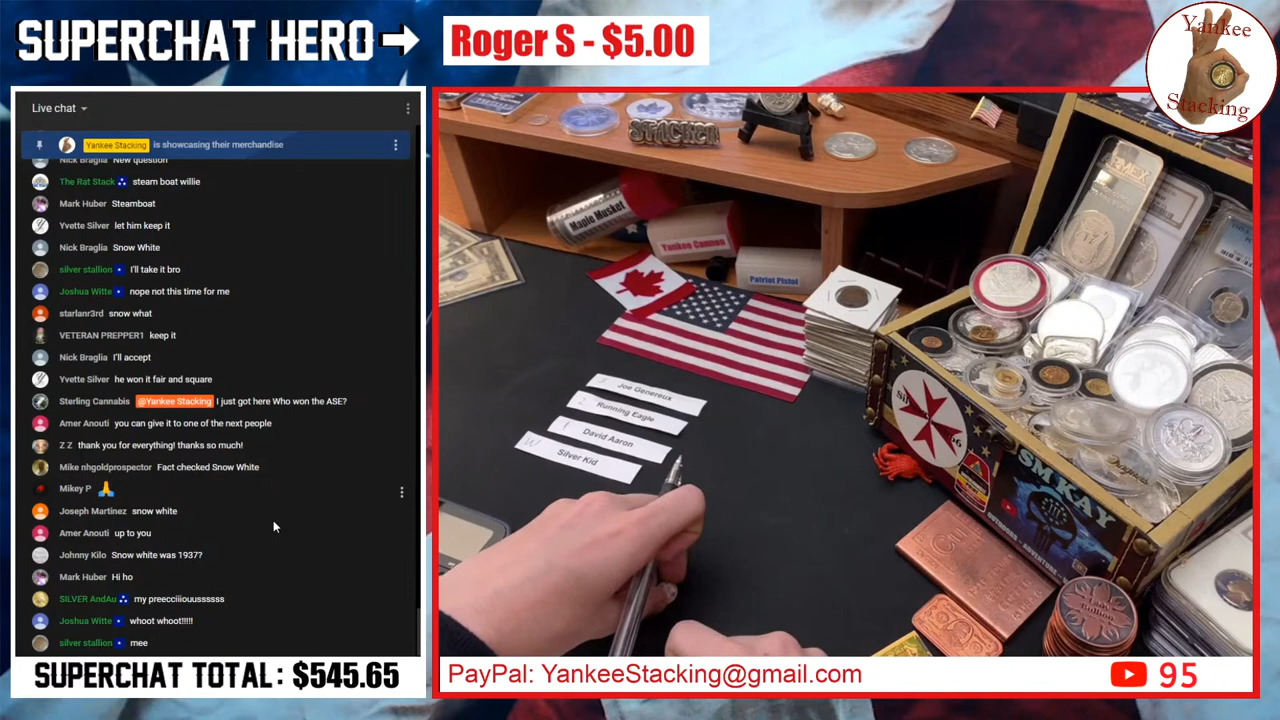 SUPERCHAT HERO
Roger S - $5.00
Yankee
Stacking
Live chat
Yankee Stacking is showcasing their merchandise
Nick Braglia New question
The Rat Stack steam boat willie
Mark Huber Steamboat
Yvette Silver let him keep it
Nick Braglia Snow White
silver stallion I'll take it bro
Joshua Witte nope not this time for me
starlanr3rd snow what
VETERAN PREPPER1 keep it
Nick Braglia I'll accept
Yvette Silver he won it fair and square
Sterling Cannabis @Yankee Stacking I just got here Who won the ASE?
Amer Anouti you can give it to one of the next people
Z Z thank you for everything! thanks so much!
Mike nhgoldprospector Fact checked Snow White
Mikey P 🙏
Joseph Martinez snow white
Amer Anouti up to you
Johnny Kilo Snow white was 1937?
Mark Huber Hi ho
SILVER AndAu my preecciiiouussssss
Joshua Witte whoot whoot!!!!!
silver stallion mee
SUPERCHAT TOTAL: $545.65
STACKER
Maple Musket
Yankee Cannon
Patriot Pistol
APMEX
3 Joe Genereux
2 Running Eagle
1 David Aaron
W Silver Kid
SM KAY
OUTDOORS - ADVENTURE
Cu
PayPal: YankeeStacking@gmail.com
95